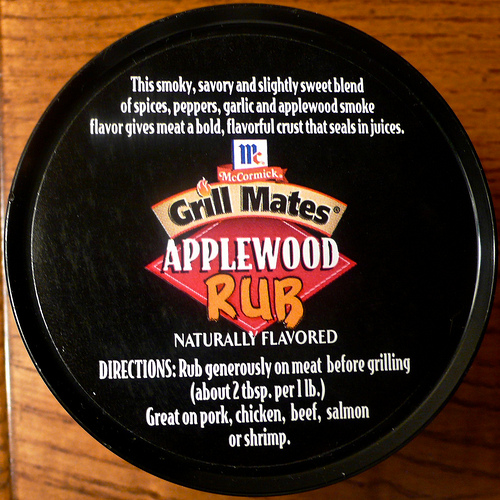 This smoky, savory and slightly sweet blend
of spices, peppers, garlic and applewood smoke
flavor gives meat a bold, flavorful crust that seals in juices.
Mc.
McCormick®
Grill Mates®
APPLEWOOD
RUB
NATURALLY FLAVORED
DIRECTIONS: Rub generously on meat before grilling
(about 2 tbsp. per 1 lb.)
Great on pork, chicken, beef, salmon
or shrimp.